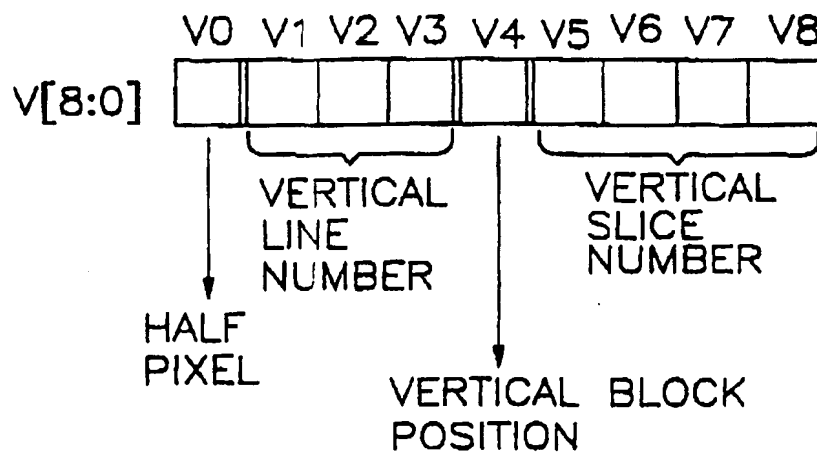 V0 V1 V2 V3 V4 V5 V6 V7 V8
V[8:0]
VERTICAL
LINE
NUMBER
VERTICAL
SLICE
NUMBER
HALF
PIXEL
VERTICAL BLOCK
POSITION